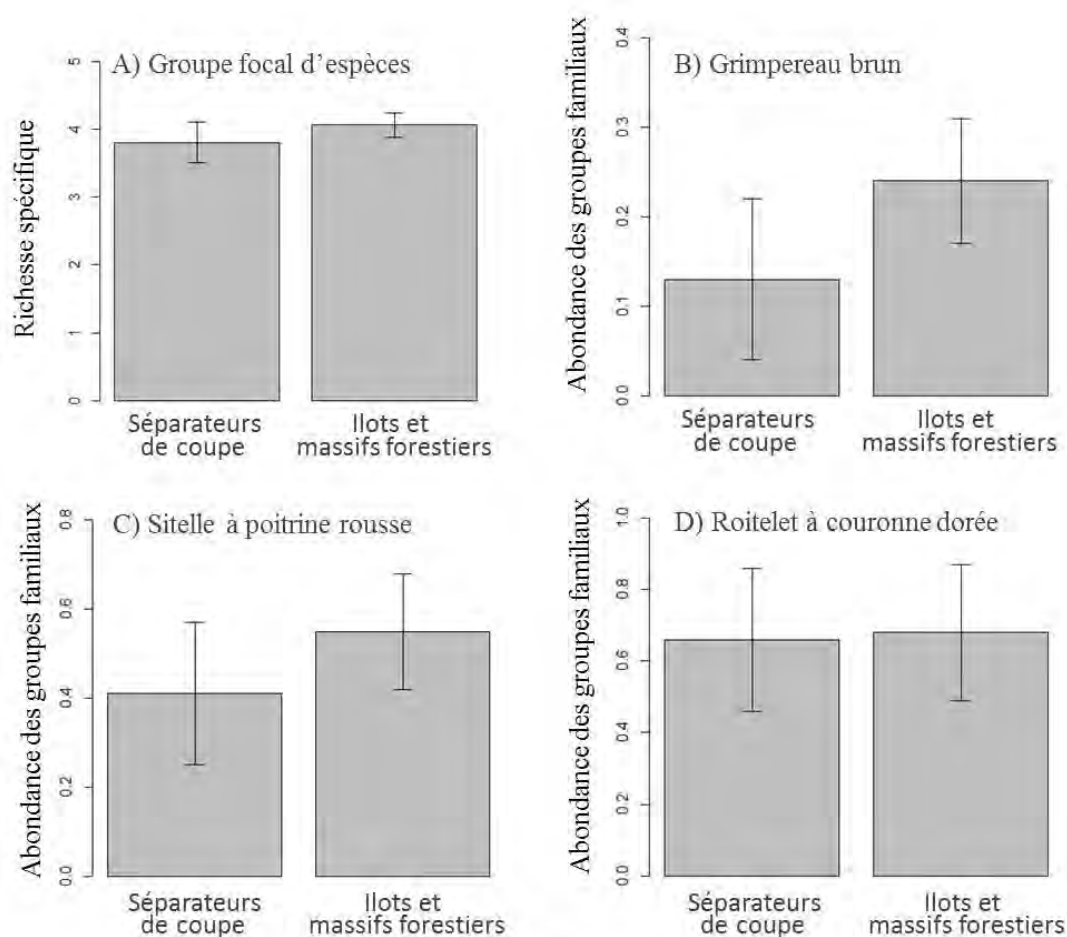 A) Groupe focal d'espèces
Richesse spécifique
5
4
3
2
1
0
Séparateurs
de coupe
Ilots et
massifs forestiers
B) Grimpereau brun
Abondance des groupes familiaux
0.4
0.3
0.2
0.1
0.0
Séparateurs
de coupe
Ilots et
massifs forestiers
C) Sitelle à poitrine rousse
Abondance des groupes familiaux
0.8
0.6
0.4
0.2
0.0
Séparateurs
de coupe
Ilots et
massifs forestiers
D) Roitelet à couronne dorée
Abondance des groupes familiaux
1.0
0.8
0.6
0.4
0.2
0.0
Séparateurs
de coupe
Ilots et
massifs forestiers